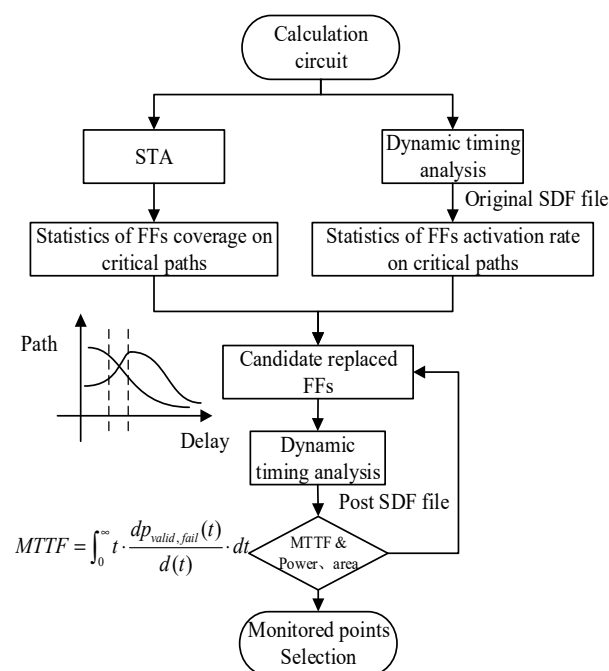 Calculation
circuit
STA
Dynamic timing
analysis
Original SDF file
Statistics of FFs coverage on
critical paths
Statistics of FFs activation rate
on critical paths
Path
Delay
Candidate replaced
FFs
Dynamic
timing analysis
Post SDF file
MTTF = ∫₀^∞ t · dp_{valid,fail}(t) / d(t) · dt
MTTF &
Power、area
Monitored points
Selection